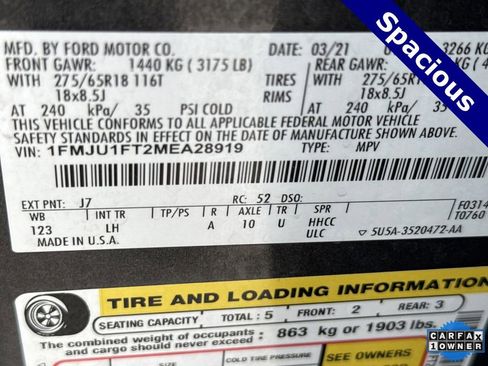 Spacious
MFD. BY FORD MOTOR CO. DATE: 03/21 3266 KG
FRONT GAWR: 1440 KG (3175 LB) REAR GAWR: KG
WITH 275/65R18 116T TIRES WITH 275/65R
18x8.5J RIMS 18x8.5J
AT 240 kPa/ 35 PSI COLD AT 240 kPa/ 35
THIS VEHICLE CONFORMS TO ALL APPLICABLE FEDERAL MOTOR VEHICLE
SAFETY STANDARDS IN EFFECT ON THE DATE OF MANUFACTURE SHOWN
VIN: 1FMJU1FT2MEA28919 TYPE: MPV
EXT PNT: J7 RC: 52 DSO: F0314
WB INT TR TP/PS R AXLE TR SPR T0760
123 LH A 10 U HHCC
MADE IN U.S.A. ULC 5U5A-3520472-AA
TIRE AND LOADING INFORMATION
SEATING CAPACITY TOTAL : 5 FRONT: 2 REAR: 3
The combined weight of occupants : 863 kg or 1903 lbs.
and cargo should never exceed
COLD TIRE PRESSURE
SEE OWNERS
CARFAX
1 OWNER